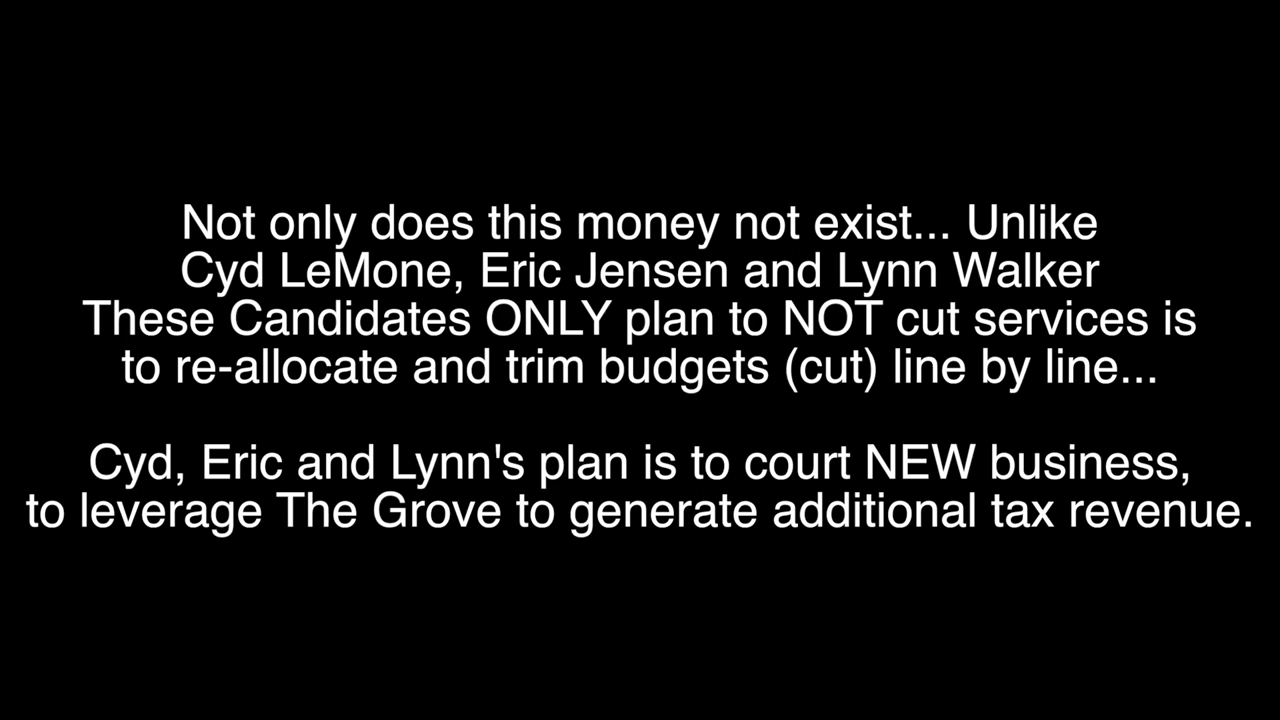 Not only does this money not exist... Unlike
Cyd LeMone, Eric Jensen and Lynn Walker
These Candidates ONLY plan to NOT cut services is
to re-allocate and trim budgets (cut) line by line...
Cyd, Eric and Lynn's plan is to court NEW business,
to leverage The Grove to generate additional tax revenue.